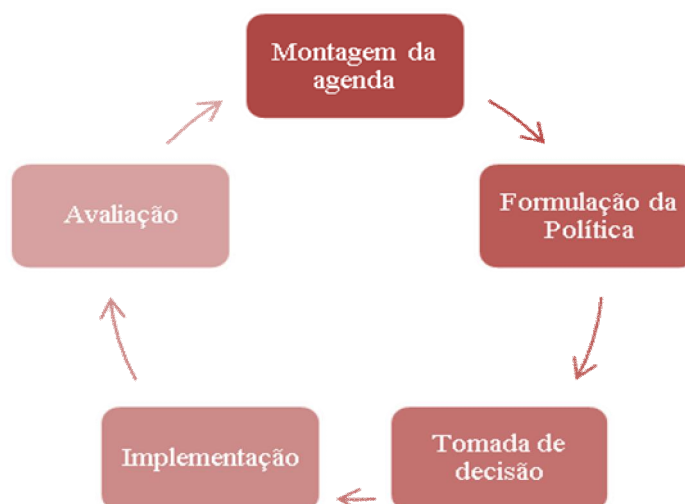 Montagem da
agenda
Formulação da
Política
Tomada de
decisão
Implementação
Avaliação